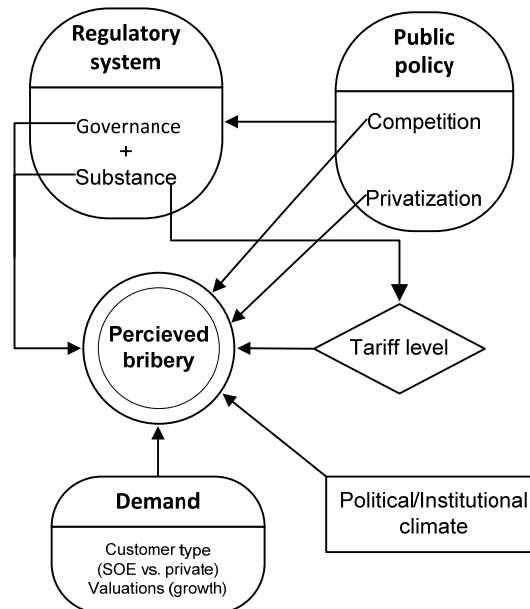 Regulatory
system
Governance
+
Substance
Public
policy
Competition
Privatization
Percieved
bribery
Tariff level
Demand
Customer type
(SOE vs. private)
Valuations (growth)
Political/Institutional
climate